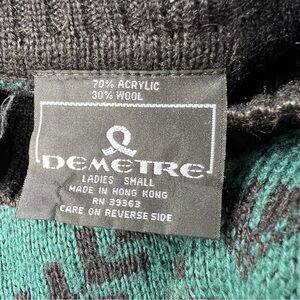 70% ACRYLIC
30% WOOL
DEMETRE
LADIES SMALL
MADE IN HONG KONG
RN 39363
CARE ON REVERSE SIDE